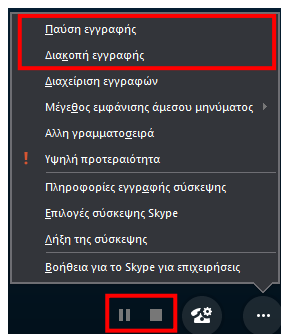 Παύση εγγραφής
Διακοπή εγγραφής
Διαχείριση εγγραφών
Μέγεθος εμφάνισης άμεσου μηνύματος
Αλλη γραμματοσειρά
! Υψηλή προτεραιότητα
Πληροφορίες εγγραφής σύσκεψης
Επιλογές σύσκεψης Skype
Λήξη της σύσκεψης
Βοήθεια για το Skype για επιχειρήσεις